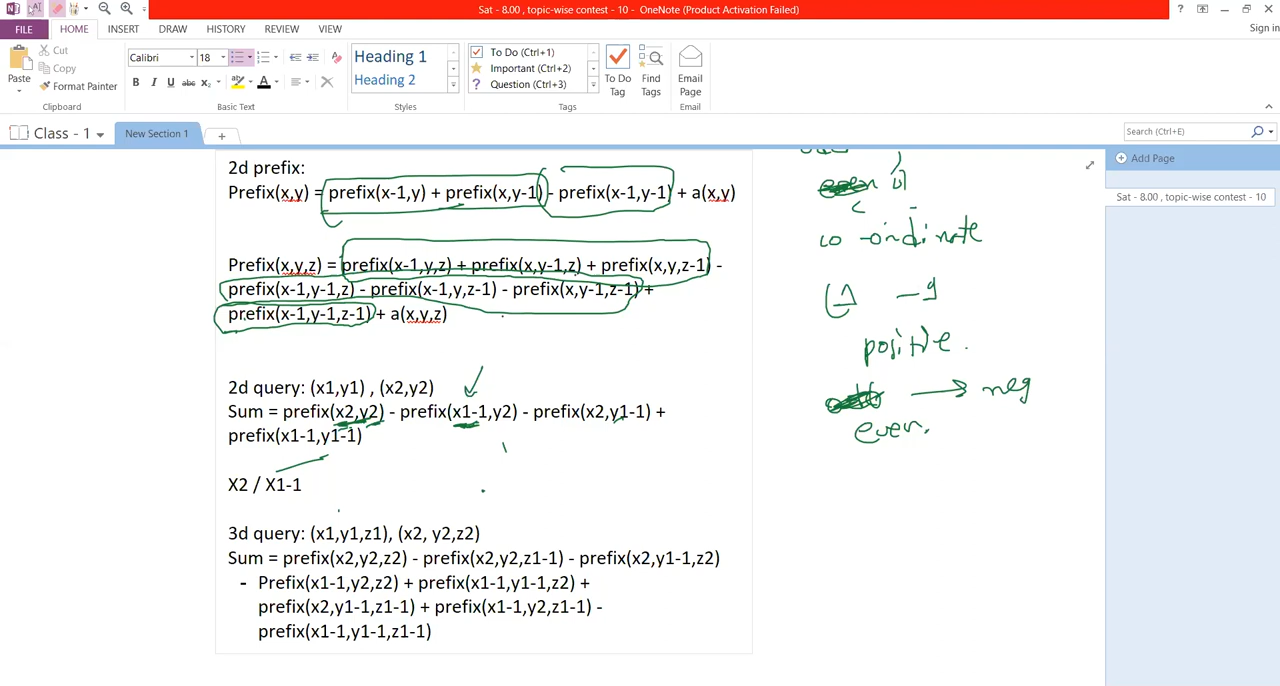 Sat - 8.00 , topic-wise contest - 10 - OneNote (Product Activation Failed)
Sign in
FILE HOME INSERT DRAW HISTORY REVIEW VIEW
Paste
Cut
Copy
Format Painter
Clipboard
Calibri 18
B I U abc x₂ A
Basic Text
Heading 1
Heading 2
Styles
To Do (Ctrl+1)
Important (Ctrl+2)
Question (Ctrl+3)
Tags
To Do Tag
Find Tags
Email Page
Email
Class - 1
New Section 1
Search (Ctrl+E)
Add Page
Sat - 8.00 , topic-wise contest - 10
2d prefix:
Prefix(x,y) = prefix(x-1,y) + prefix(x,y-1) - prefix(x-1,y-1) + a(x,y)
Prefix(x,y,z) = prefix(x-1,y,z) + prefix(x,y-1,z) + prefix(x,y,z-1) -
prefix(x-1,y-1,z) - prefix(x-1,y,z-1) - prefix(x,y-1,z-1) +
prefix(x-1,y-1,z-1) + a(x,y,z)
2d query: (x1,y1) , (x2,y2)
Sum = prefix(x2,y2) - prefix(x1-1,y2) - prefix(x2,y1-1) +
prefix(x1-1,y1-1)
X2 / X1-1
3d query: (x1,y1,z1), (x2, y2,z2)
Sum = prefix(x2,y2,z2) - prefix(x2,y2,z1-1) - prefix(x2,y1-1,z2)
- Prefix(x1-1,y2,z2) + prefix(x1-1,y1-1,z2) +
prefix(x2,y1-1,z1-1) + prefix(x1-1,y2,z1-1) -
prefix(x1-1,y1-1,z1-1)
co-ordinate
positive.
→ neg
even.